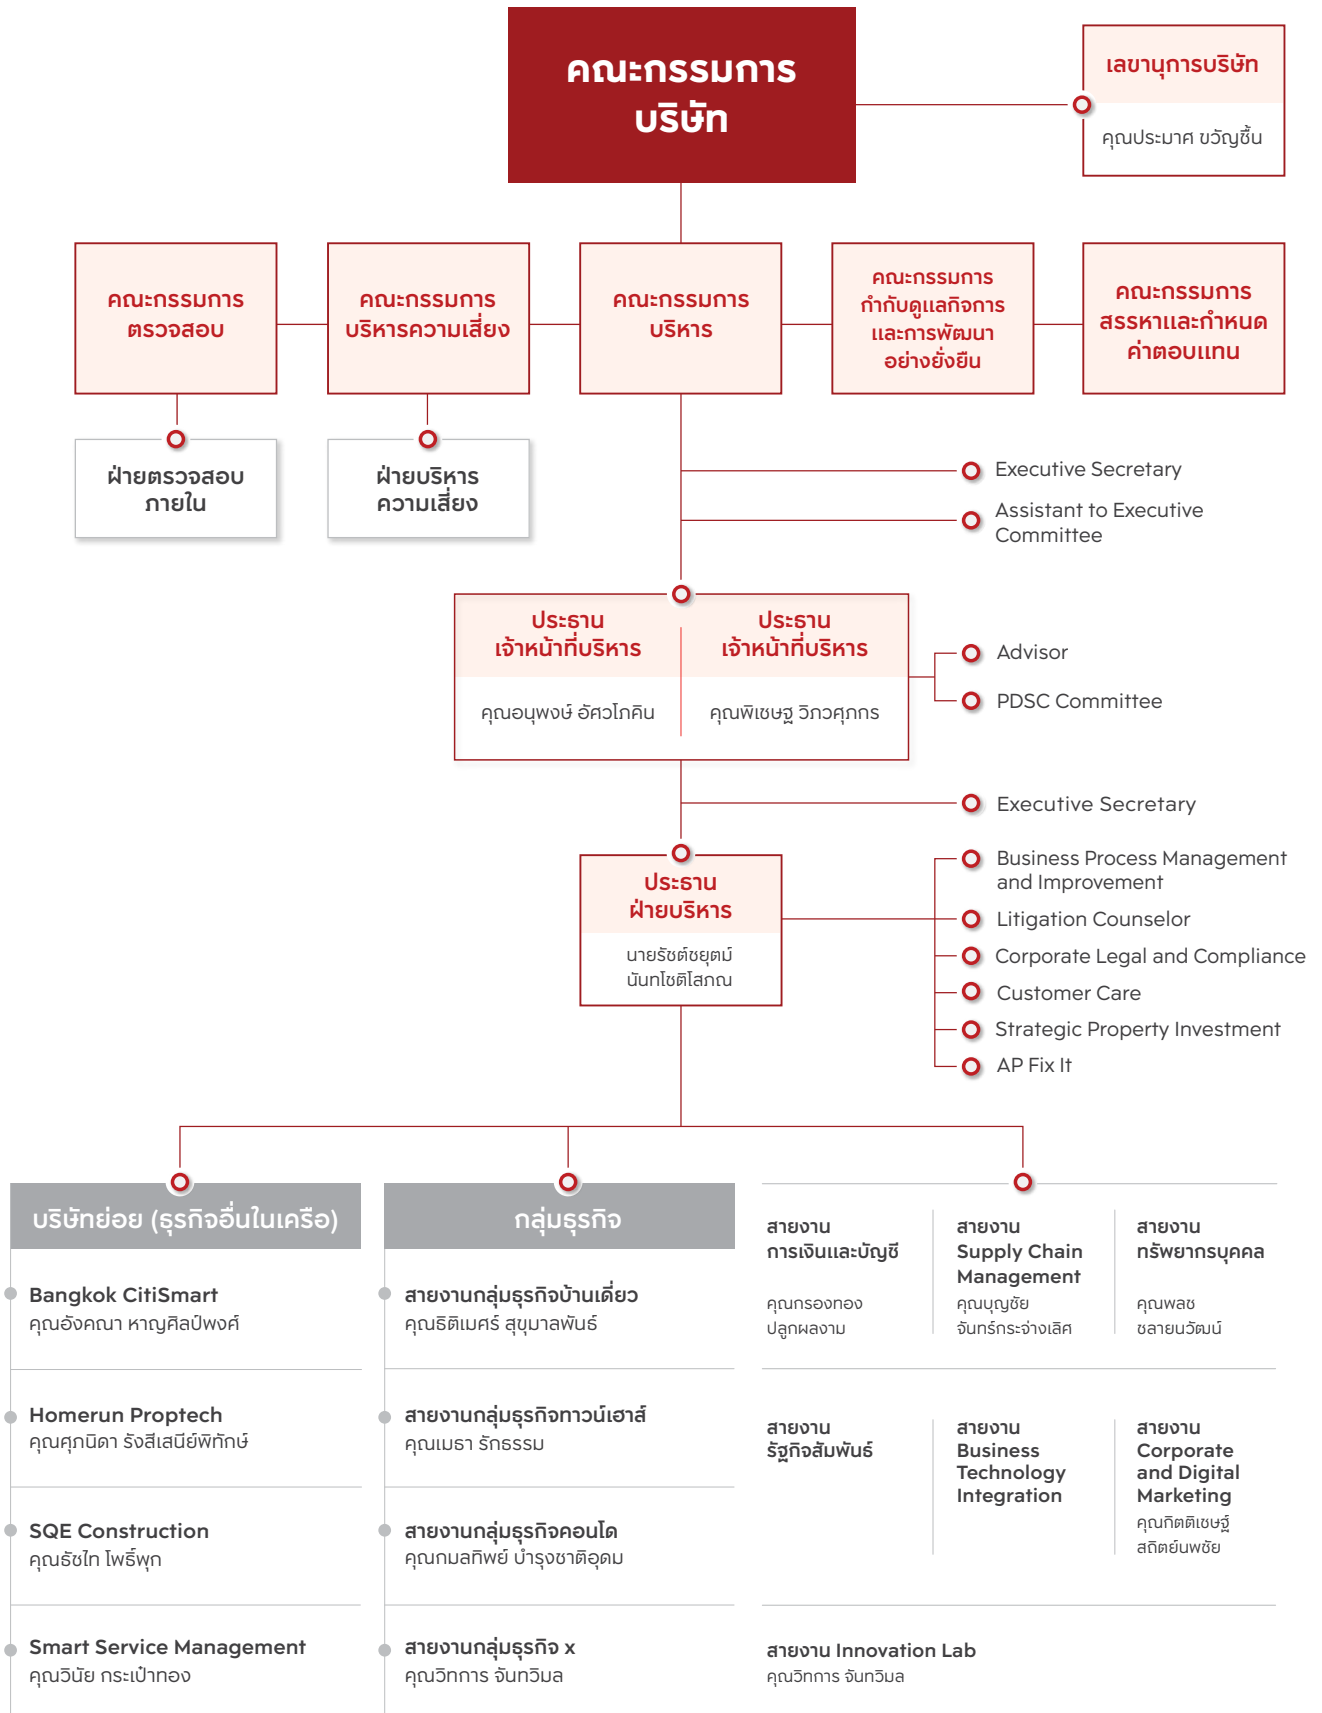 คณะกรรมการ
บริษัท
เลขานุการบริษัท
คุณประมาศ ขวัญชื้น
คณะกรรมการ
ตรวจสอบ
คณะกรรมการ
บริหารความเสี่ยง
คณะกรรมการ
บริหาร
คณะกรรมการ
กำกับดูแลกิจการ
และการพัฒนา
อย่างยั่งยืน
คณะกรรมการ
สรรหาและกำหนด
ค่าตอบแทน
ฝ่ายตรวจสอบ
ภายใน
ฝ่ายบริหาร
ความเสี่ยง
Executive Secretary
Assistant to Executive
Committee
ประธาน
เจ้าหน้าที่บริหาร
คุณอนุพงษ์ อัศวโภคิน
ประธาน
เจ้าหน้าที่บริหาร
คุณพิเชษฐ วิภวศุภกร
Advisor
PDSC Committee
Executive Secretary
ประธาน
ฝ่ายบริหาร
นายรัชต์ชยุตม์
นันทโชติโสภณ
Business Process Management
and Improvement
Litigation Counselor
Corporate Legal and Compliance
Customer Care
Strategic Property Investment
AP Fix It
บริษัทย่อย (ธุรกิจอื่นในเครือ)
Bangkok CitiSmart
คุณอังคณา หาญศิลป์พงศ์
Homerun Proptech
คุณศุภนิดา รังสีเสนีย์พิทักษ์
SQE Construction
คุณธัชไท โพธิ์พุก
Smart Service Management
คุณวินัย กระเป๋าทอง
กลุ่มธุรกิจ
สายงานกลุ่มธุรกิจบ้านเดี่ยว
คุณธิติเมศร์ สุขุมาลพันธ์
สายงานกลุ่มธุรกิจทาวน์เฮาส์
คุณเมธา รักธรรม
สายงานกลุ่มธุรกิจคอนโด
คุณกมลทิพย์ บำรุงชาติอุดม
สายงานกลุ่มธุรกิจ x
คุณวิทการ จันทวิมล
สายงาน
การเงินและบัญชี
คุณกรองทอง
ปลูกผลงาม
สายงาน
Supply Chain
Management
คุณบุญชัย
จันทร์กระจ่างเลิศ
สายงาน
ทรัพยากรบุคคล
คุณพลช
ชลายนวัฒน์
สายงาน
รัฐกิจสัมพันธ์
สายงาน
Business
Technology
Integration
สายงาน
Corporate
and Digital
Marketing
คุณกิตติเชษฐ์
สถิตย์นพชัย
สายงาน Innovation Lab
คุณวิทการ จันทวิมล